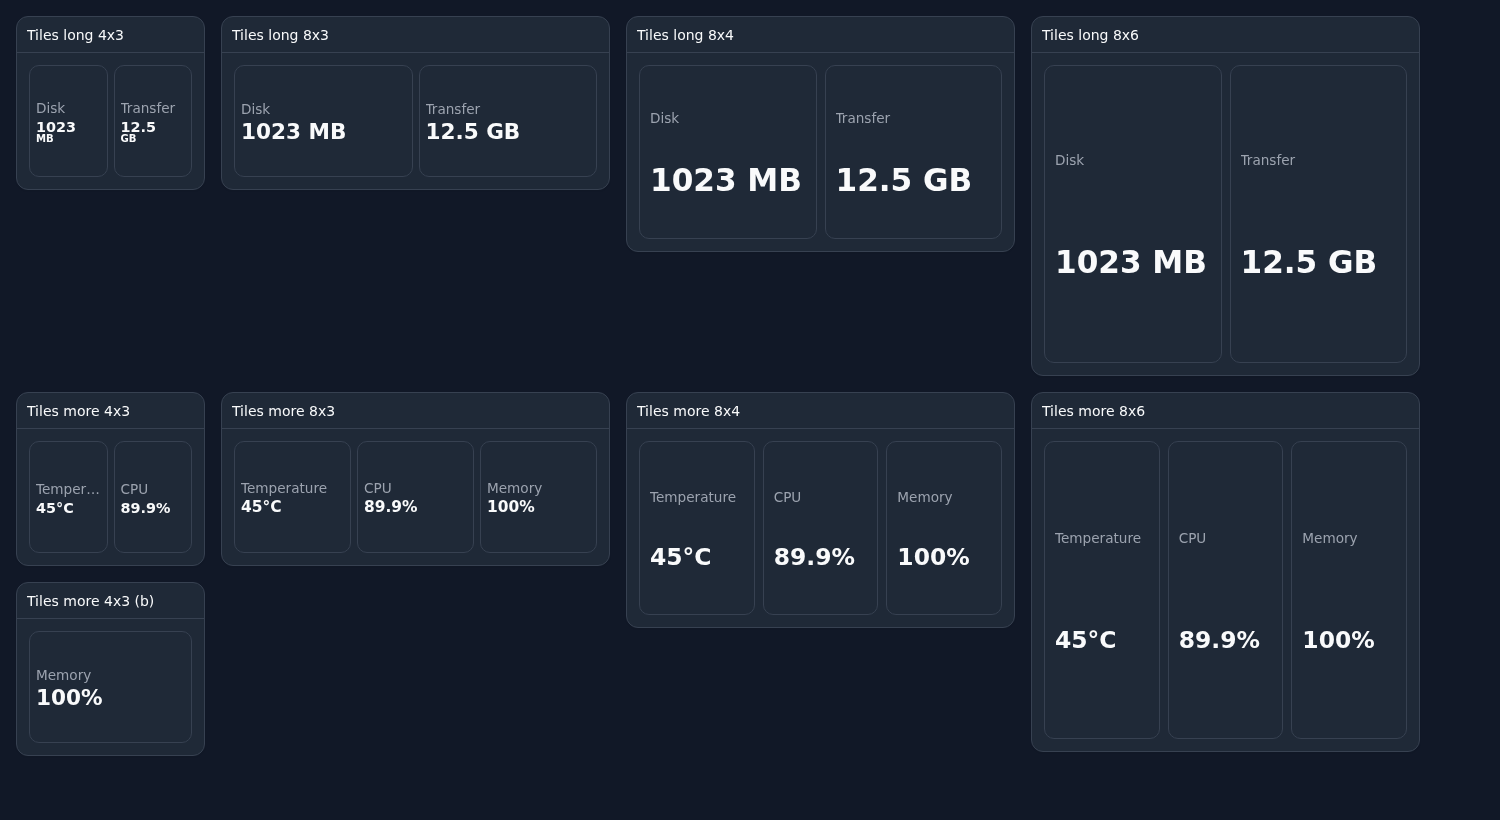 Tiles long 4x3
Disk
1023
MB
Transfer
12.5
GB
Tiles long 8x3
Disk
1023 MB
Transfer
12.5 GB
Tiles long 8x4
Disk
1023 MB
Transfer
12.5 GB
Tiles long 8x6
Disk
1023 MB
Transfer
12.5 GB
Tiles more 4x3
Temper...
45°C
CPU
89.9%
Tiles more 8x3
Temperature
45°C
CPU
89.9%
Memory
100%
Tiles more 8x4
Temperature
45°C
CPU
89.9%
Memory
100%
Tiles more 8x6
Temperature
45°C
CPU
89.9%
Memory
100%
Tiles more 4x3 (b)
Memory
100%